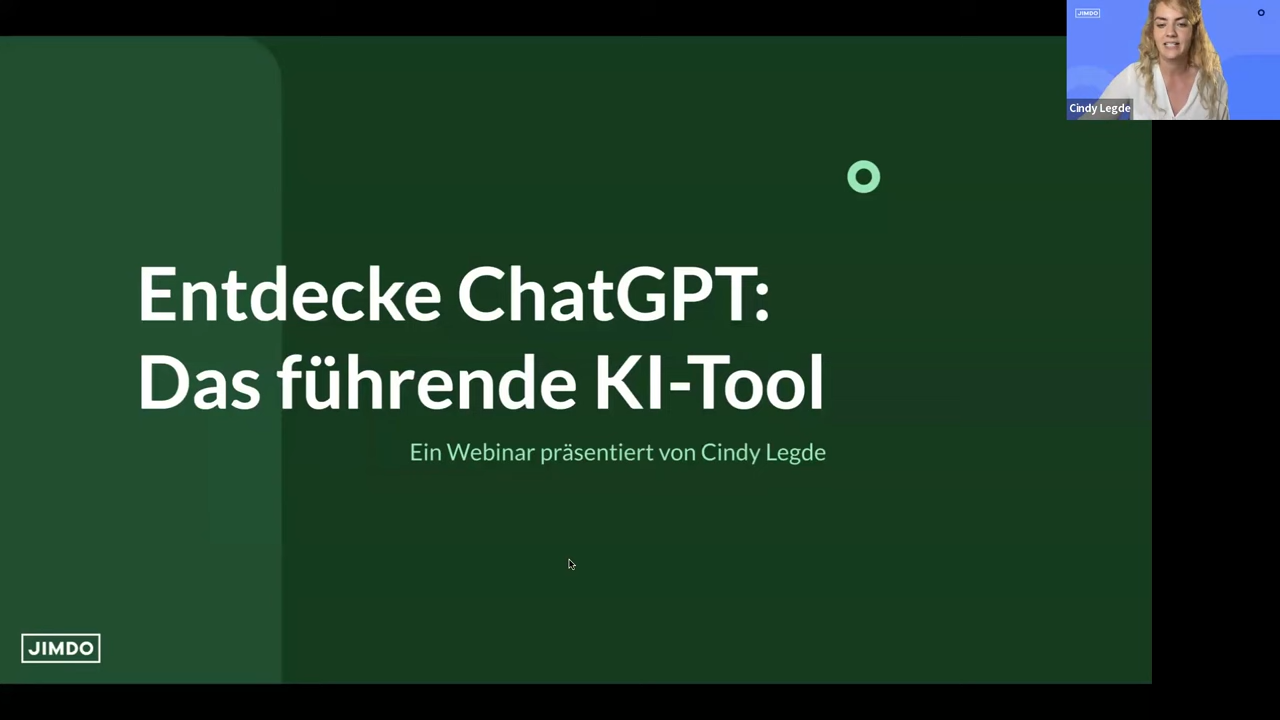 JIMDO
Cindy Legde
Entdecke ChatGPT:
Das führende KI-Tool
Ein Webinar präsentiert von Cindy Legde
JIMDO